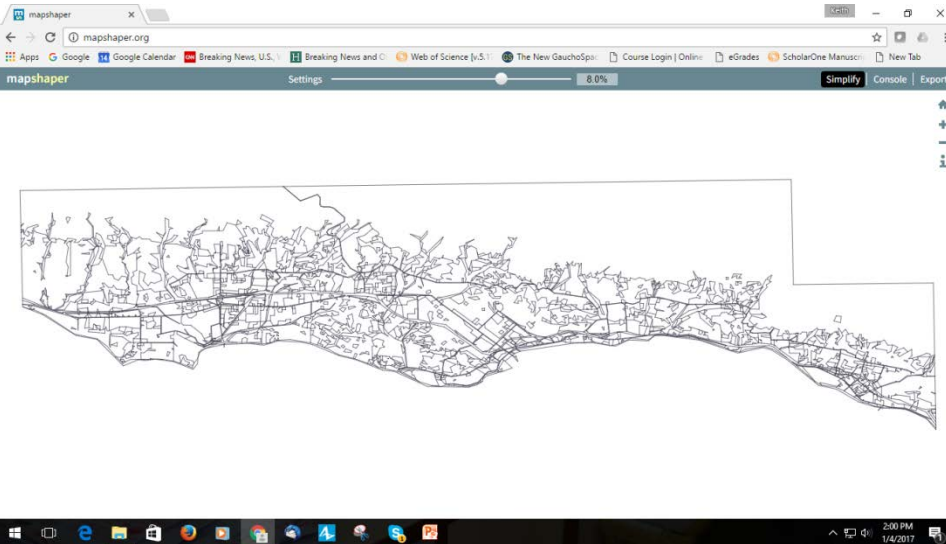 mapshaper
Keith
mapshaper.org
Apps Google Google Calendar Breaking News, U.S. Breaking News and O Web of Science [v.5. The New GauchoSpac Course Login | Online eGrades ScholarOne Manuscri New Tab
mapshaper Settings 8.0% Simplify Console | Export
2:00 PM
1/4/2017